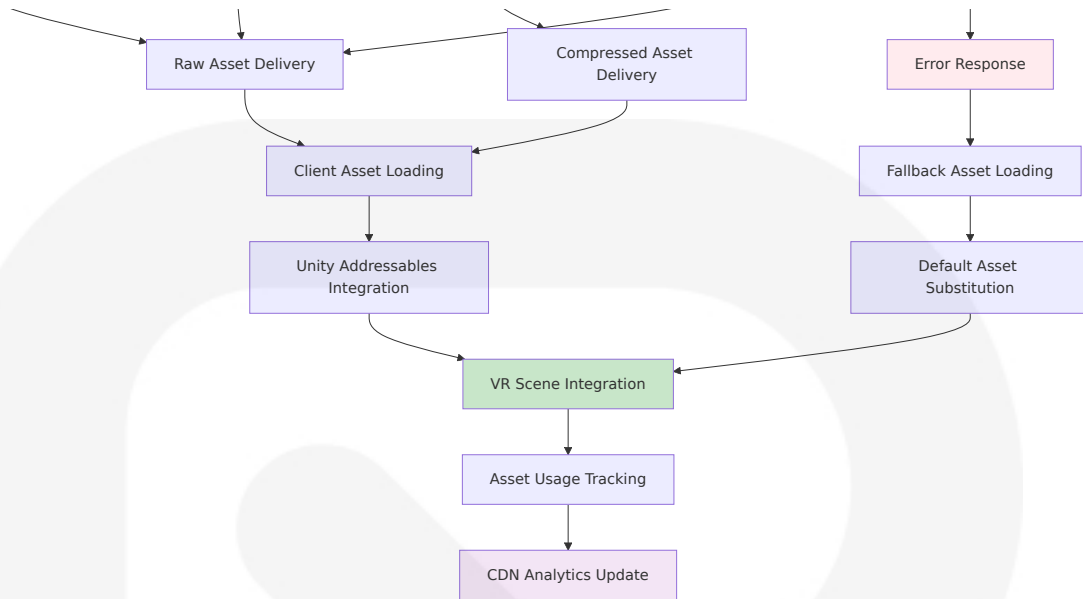 Raw Asset Delivery
Compressed Asset
Delivery
Error Response
Client Asset Loading
Fallback Asset Loading
Unity Addressables
Integration
Default Asset
Substitution
VR Scene Integration
Asset Usage Tracking
CDN Analytics Update